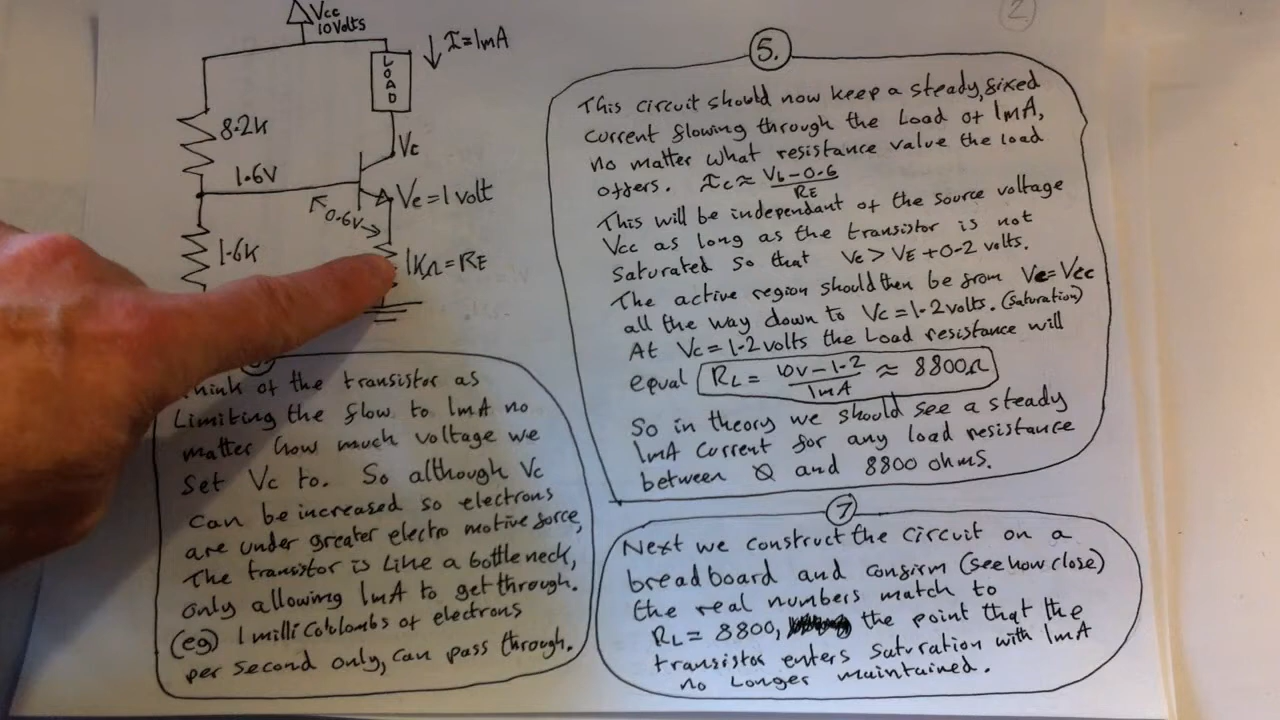 2
Vcc
10Volts
I=1mA
LOAD
8.2k
Vc
1.6V
Ve=1 volt
0.6V
1.6K
1KΩ=RE
think of the transistor as
Limiting the flow to 1mA no
matter how much voltage we
set Vc to. So although Vc
can be increased so electrons
are under greater electro motive force,
The transistor is like a bottleneck,
only allowing 1mA to get through.
(eg) 1 milli Coulombs of electrons
per second only, can pass through.
5.
This circuit should now keep a steady, fixed
current flowing through the Load of 1mA,
no matter what resistance value the load
offers. Ic ≈ Vb-0.6
RE
This will be independant of the source voltage
Vcc as long as the transistor is not
saturated so that Vc > VE +0.2 volts.
The active region should then be from Vc=Vcc
all the way down to Vc=1.2volts. (saturation)
At Vc=1.2 volts the Load resistance will
equal RL = 10v-1.2 ≈ 8800Ω
1mA
So in theory we should see a steady
1mA current for any load resistance
between 0 and 8800 ohms.
7
Next we construct the circuit on a
breadboard and confirm (see how close)
the real numbers match to
RL = 8800, the point that the
transistor enters saturation with 1mA
no Longer maintained.